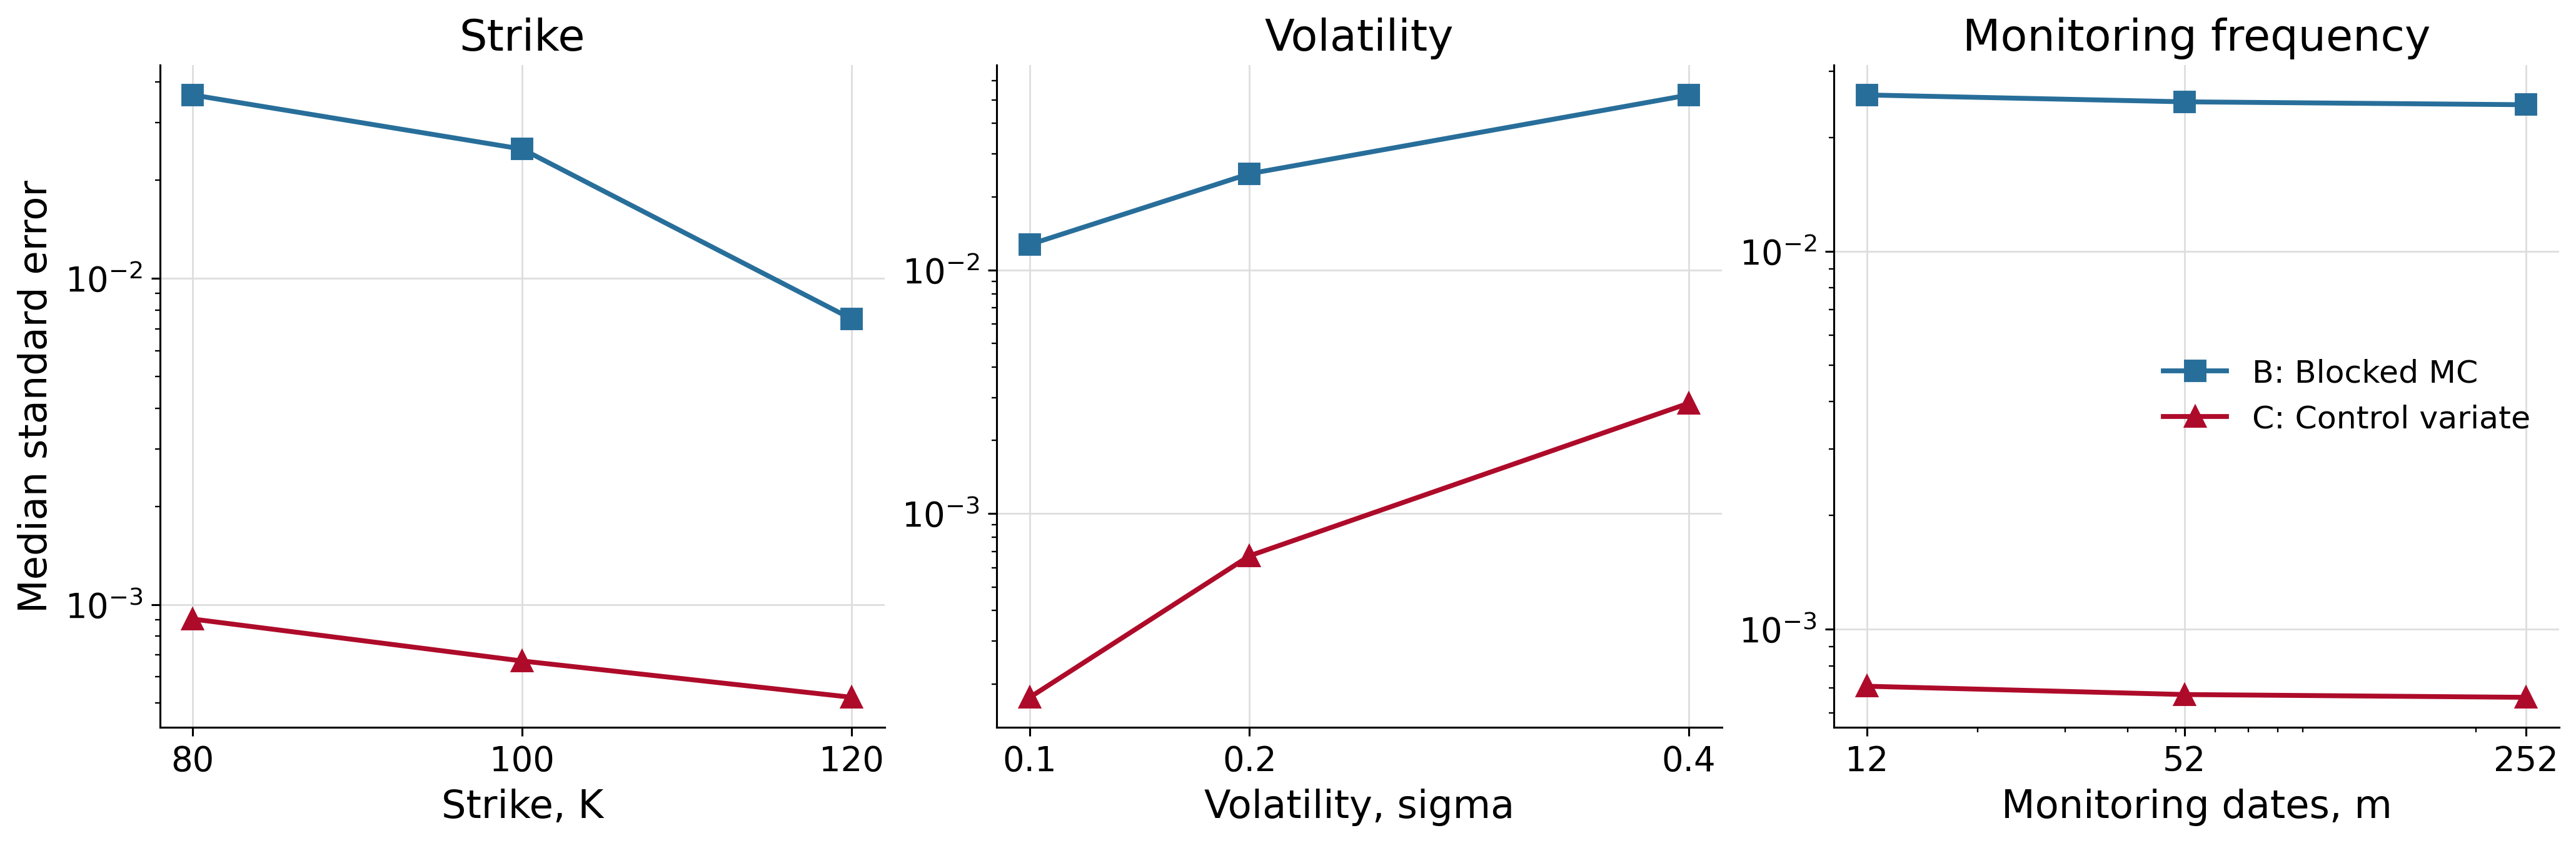 Strike
Median standard error
10⁻²
10⁻³
80 100 120
Strike, K
Volatility
10⁻²
10⁻³
0.1 0.2 0.4
Volatility, sigma
Monitoring frequency
10⁻²
10⁻³
B: Blocked MC
C: Control variate
12 52 252
Monitoring dates, m